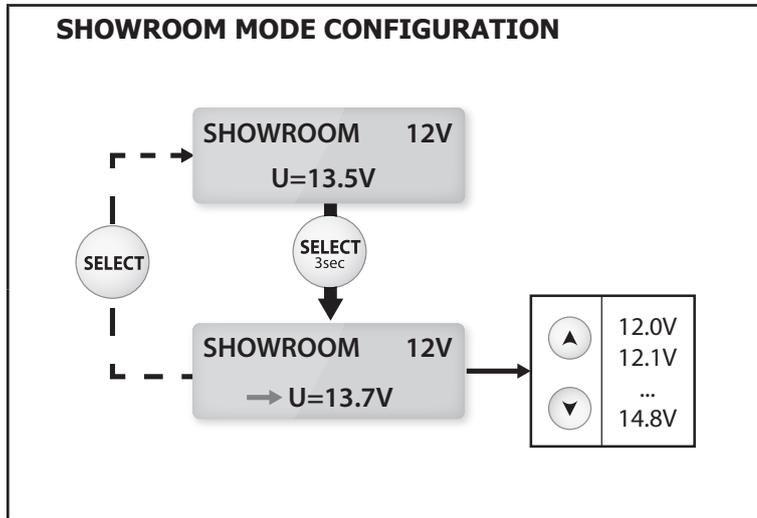 SHOWROOM MODE CONFIGURATION
SHOWROOM 12V
U=13.5V
SELECT
SELECT
3sec
SHOWROOM 12V
U=13.7V
12.0V
12.1V
...
14.8V